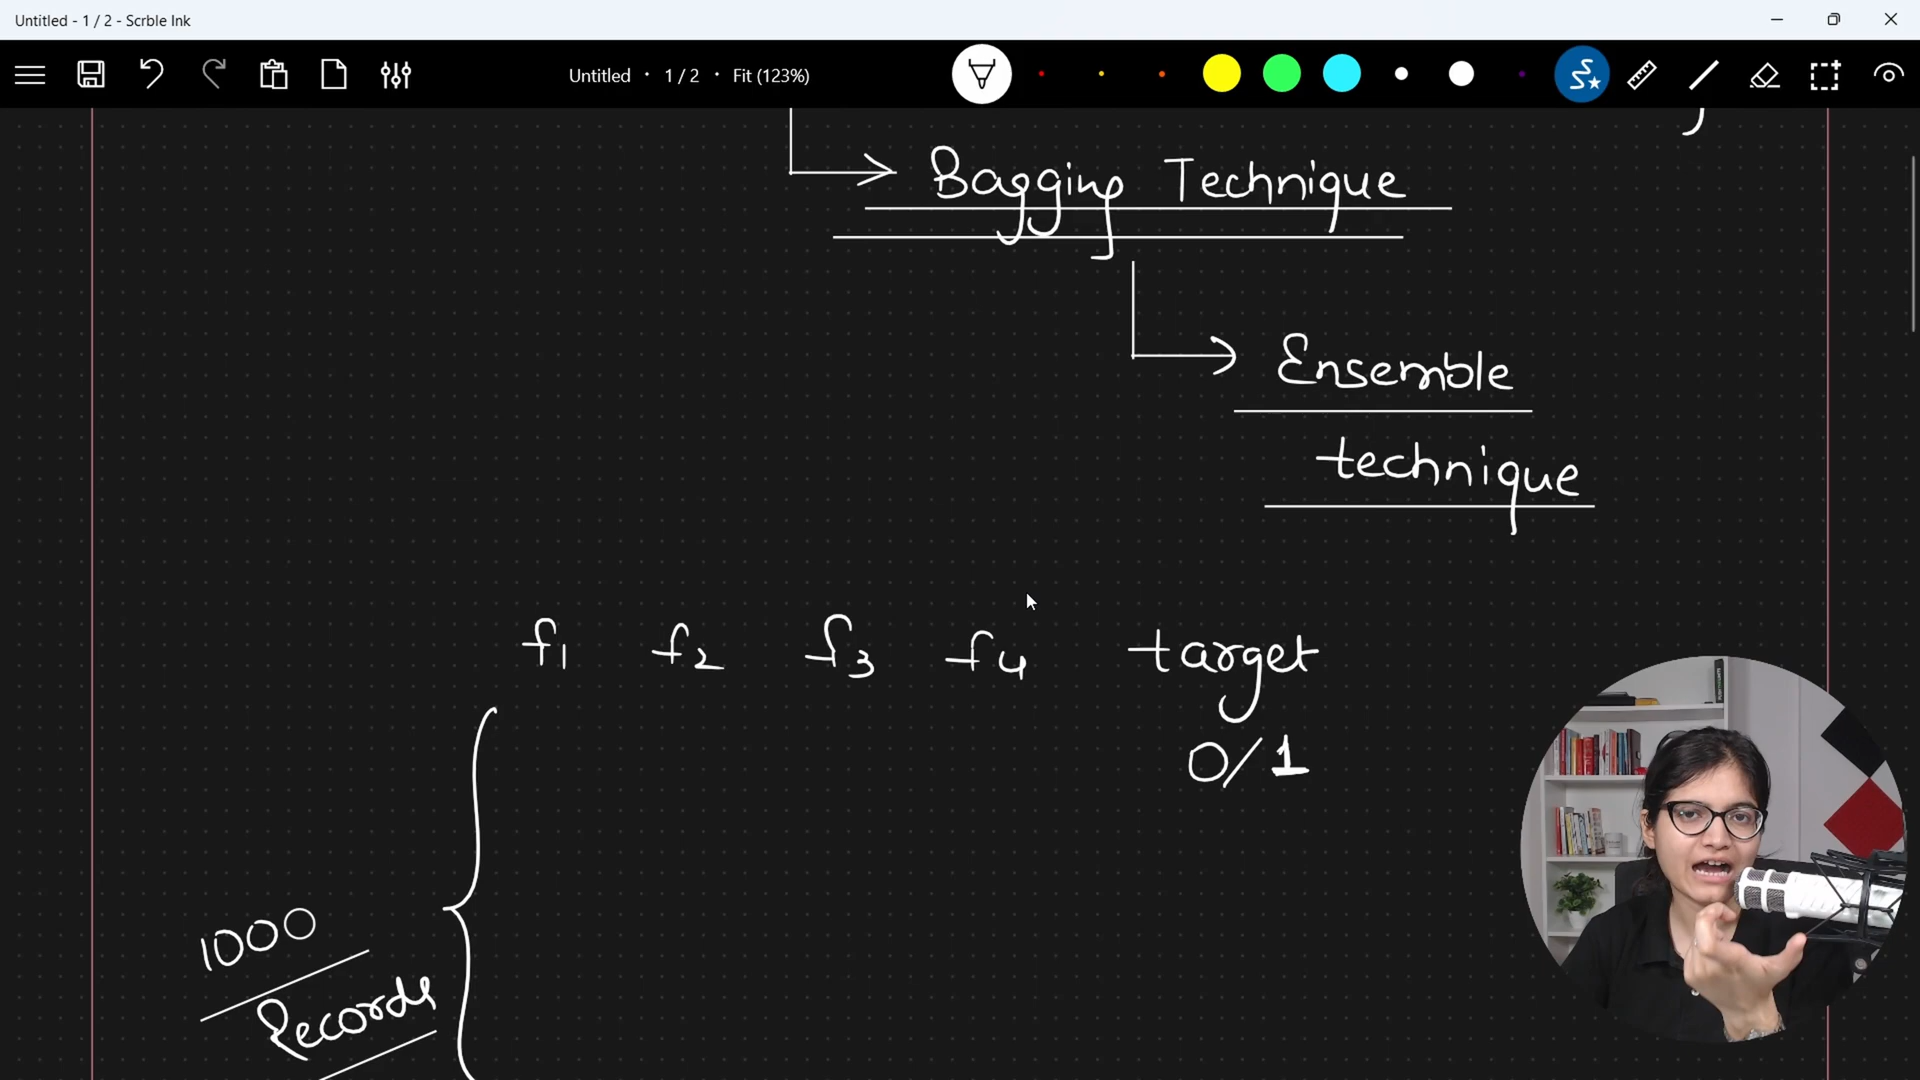 Untitled - 1 / 2 - Scrble Ink
Untitled • 1 / 2 • Fit (123%)
Bagging Technique
Ensemble
technique
f1 f2 f3 f4 target
0/1
1000
Records